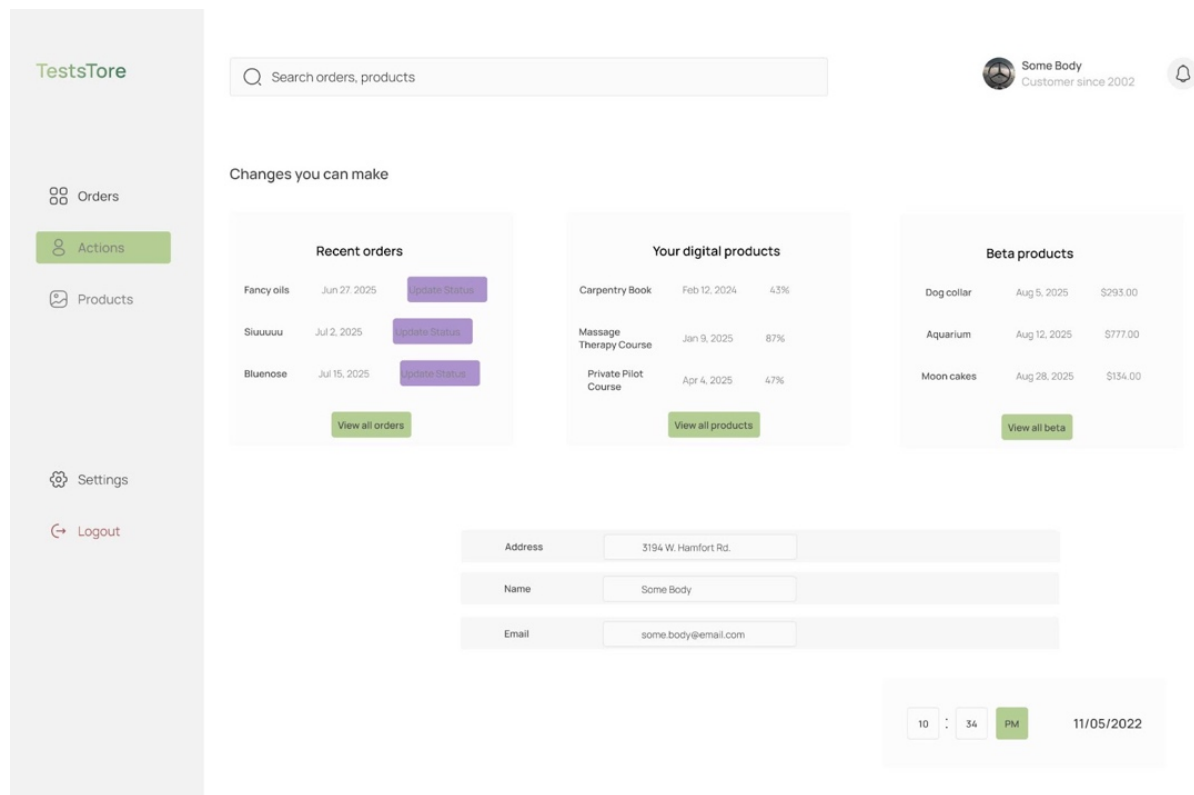 TestsTore
Search orders, products
Some Body
Customer since 2002
Orders
Actions
Products
Settings
Logout
Changes you can make
Recent orders
Fancy oils Jun 27. 2025 Update Status
Siuuuuu Jul 2, 2025 Update Status
Bluenose Jul 15, 2025 Update Status
View all orders
Your digital products
Carpentry Book Feb 12, 2024 43%
Massage
Therapy Course Jan 9, 2025 87%
Private Pilot
Course Apr 4, 2025 47%
View all products
Beta products
Dog collar Aug 5, 2025 $293.00
Aquarium Aug 12, 2025 $777.00
Moon cakes Aug 28, 2025 $134.00
View all beta
Address 3194 W. Hamfort Rd.
Name Some Body
Email some.body@email.com
10 : 34 PM 11/05/2022